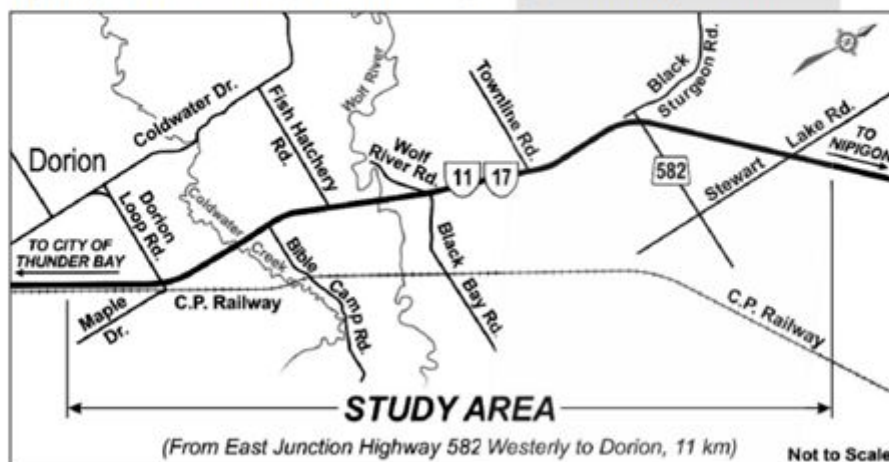 Black
Sturgeon Rd.
Townline Rd.
Wolf River
Coldwater Dr.
Fish Hatchery
Rd.
Stewart Lake Rd.
TO
NIPIGON
Dorion
Wolf
River Rd.
11 17
582
Dorion
Loop Rd.
Coldwater
Creek
TO CITY OF
THUNDER BAY
Bible
Camp Rd.
Black
Bay Rd.
Maple
Dr.
C.P. Railway
C.P. Railway
STUDY AREA
(From East Junction Highway 582 Westerly to Dorion, 11 km)
Not to Scale